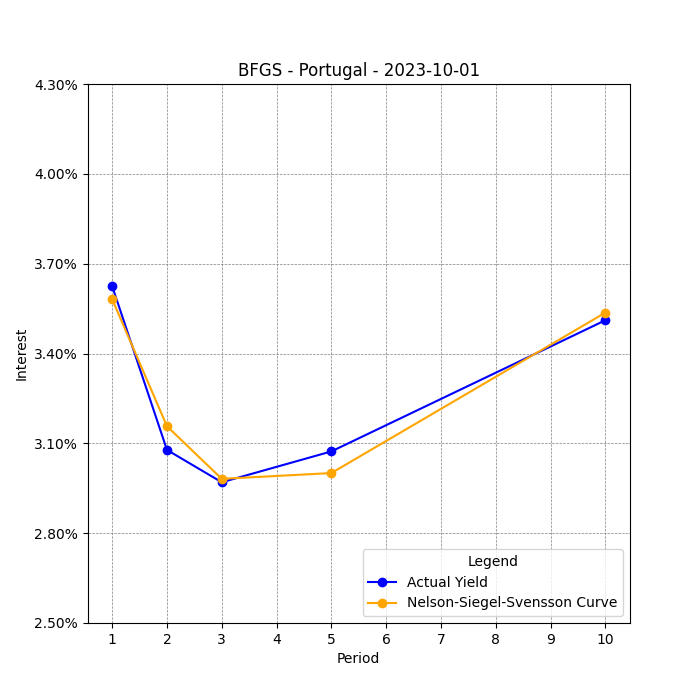 BFGS - Portugal - 2023-10-01
4.30%
4.00%
3.70%
3.40%
3.10%
2.80%
2.50%
Interest
1 2 3 4 5 6 7 8 9 10
Period
Legend
Actual Yield
Nelson-Siegel-Svensson Curve